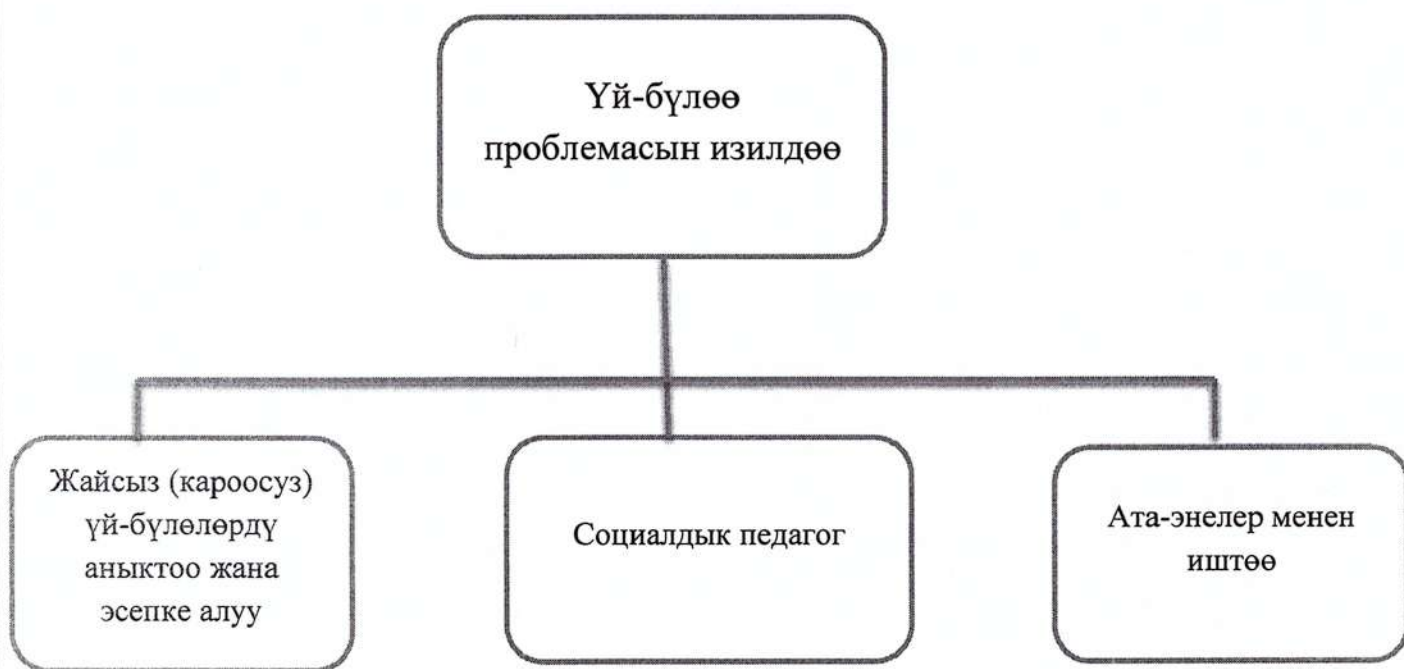 Үй-бүлөө
проблемасын изилдөө
Жайсыз (кароосуз)
үй-бүлөлөрдү
аныктоо жана
эсепке алуу
Социалдык педагог
Ата-энелер менен
иштөө